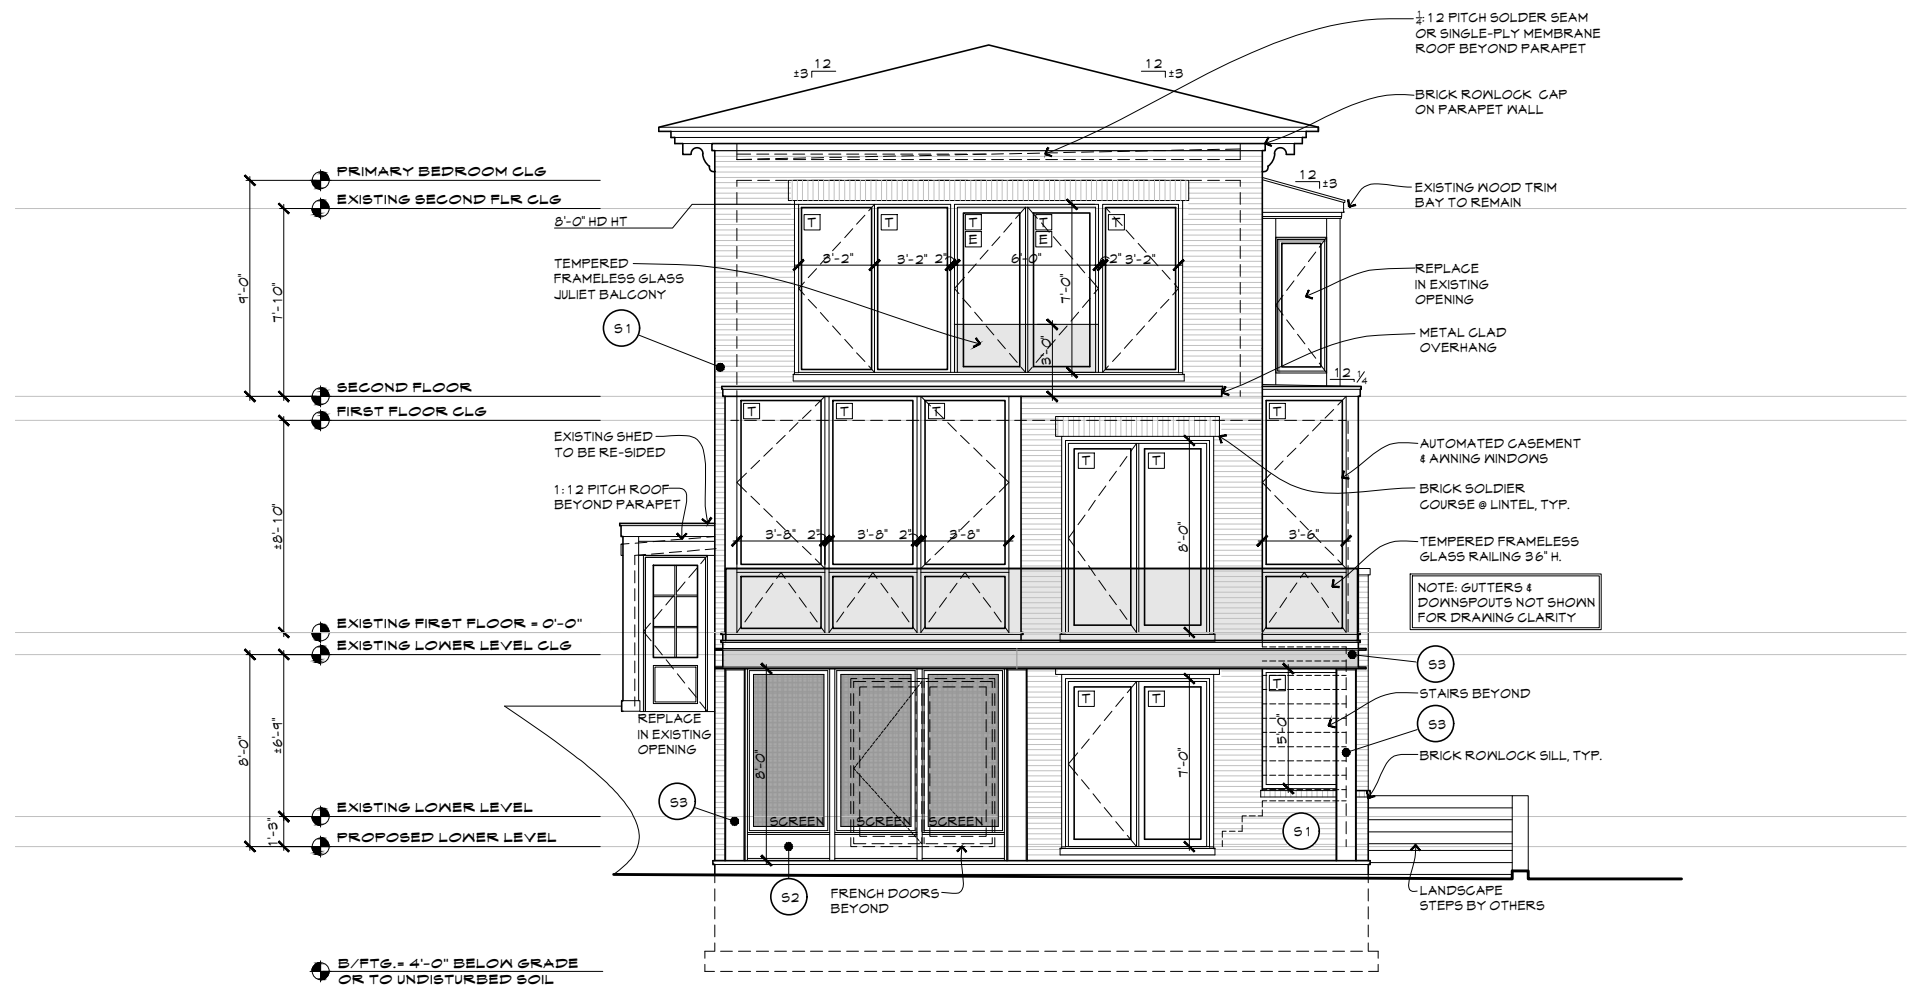 ¼:12 PITCH SOLDER SEAM
OR SINGLE-PLY MEMBRANE
ROOF BEYOND PARAPET
12
±3
12
±3
BRICK ROWLOCK CAP
ON PARAPET WALL
PRIMARY BEDROOM CLG
EXISTING SECOND FLR CLG
8'-0" HD HT
12
±3
EXISTING WOOD TRIM
BAY TO REMAIN
T
T
T
E
T
E
T
3'-2"
3'-2"
2"
6'-0"
2"
3'-2"
7'-0"
3'-0"
9'-0"
7'-10"
TEMPERED
FRAMELESS GLASS
JULIET BALCONY
S1
REPLACE
IN EXISTING
OPENING
METAL CLAD
OVERHANG
12
¼
SECOND FLOOR
FIRST FLOOR CLG
T
T
T
T
EXISTING SHED
TO BE RE-SIDED
1:12 PITCH ROOF
BEYOND PARAPET
T
T
AUTOMATED CASEMENT
& AWNING WINDOWS
BRICK SOLDIER
COURSE @ LINTEL, TYP.
±8'-10"
3'-8"
2"
3'-8"
2"
3'-8"
8'-0"
3'-6"
TEMPERED FRAMELESS
GLASS RAILING 36" H.
NOTE: GUTTERS &
DOWNSPOUTS NOT SHOWN
FOR DRAWING CLARITY
EXISTING FIRST FLOOR = 0'-0"
EXISTING LOWER LEVEL CLG
S3
T
T
T
STAIRS BEYOND
S3
REPLACE
IN EXISTING
OPENING
8'-0"
±6'-9"
8'-0"
7'-0"
5'-0"
BRICK ROWLOCK SILL, TYP.
S3
SCREEN
SCREEN
SCREEN
S1
EXISTING LOWER LEVEL
1'-3"
PROPOSED LOWER LEVEL
S2
FRENCH DOORS
BEYOND
LANDSCAPE
STEPS BY OTHERS
B/FTG.= 4'-0" BELOW GRADE
OR TO UNDISTURBED SOIL